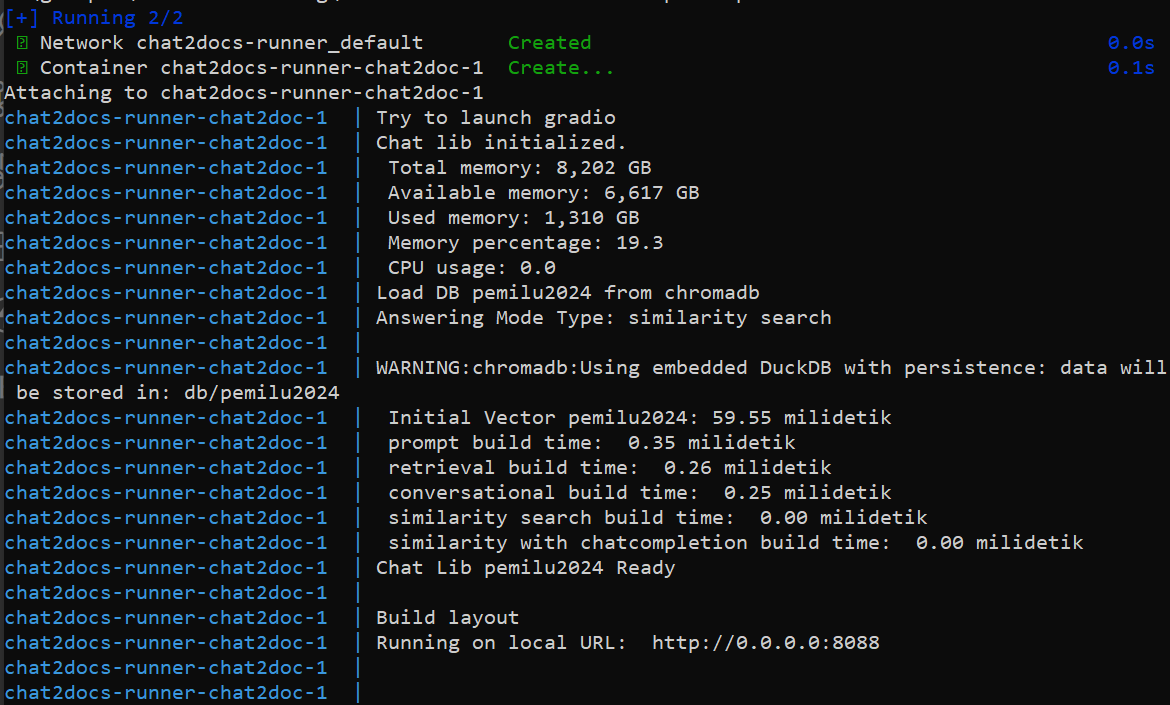 [+] Running 2/2
Network chat2docs-runner_default Created 0.0s
Container chat2docs-runner-chat2doc-1 Create... 0.1s
Attaching to chat2docs-runner-chat2doc-1
chat2docs-runner-chat2doc-1 | Try to launch gradio
chat2docs-runner-chat2doc-1 | Chat lib initialized.
chat2docs-runner-chat2doc-1 | Total memory: 8,202 GB
chat2docs-runner-chat2doc-1 | Available memory: 6,617 GB
chat2docs-runner-chat2doc-1 | Used memory: 1,310 GB
chat2docs-runner-chat2doc-1 | Memory percentage: 19.3
chat2docs-runner-chat2doc-1 | CPU usage: 0.0
chat2docs-runner-chat2doc-1 | Load DB pemilu2024 from chromadb
chat2docs-runner-chat2doc-1 | Answering Mode Type: similarity search
chat2docs-runner-chat2doc-1 |
chat2docs-runner-chat2doc-1 | WARNING:chromadb:Using embedded DuckDB with persistence: data will
be stored in: db/pemilu2024
chat2docs-runner-chat2doc-1 | Initial Vector pemilu2024: 59.55 milidetik
chat2docs-runner-chat2doc-1 | prompt build time: 0.35 milidetik
chat2docs-runner-chat2doc-1 | retrieval build time: 0.26 milidetik
chat2docs-runner-chat2doc-1 | conversational build time: 0.25 milidetik
chat2docs-runner-chat2doc-1 | similarity search build time: 0.00 milidetik
chat2docs-runner-chat2doc-1 | similarity with chatcompletion build time: 0.00 milidetik
chat2docs-runner-chat2doc-1 | Chat Lib pemilu2024 Ready
chat2docs-runner-chat2doc-1 |
chat2docs-runner-chat2doc-1 | Build layout
chat2docs-runner-chat2doc-1 | Running on local URL: http://0.0.0.0:8088
chat2docs-runner-chat2doc-1 |
chat2docs-runner-chat2doc-1 |